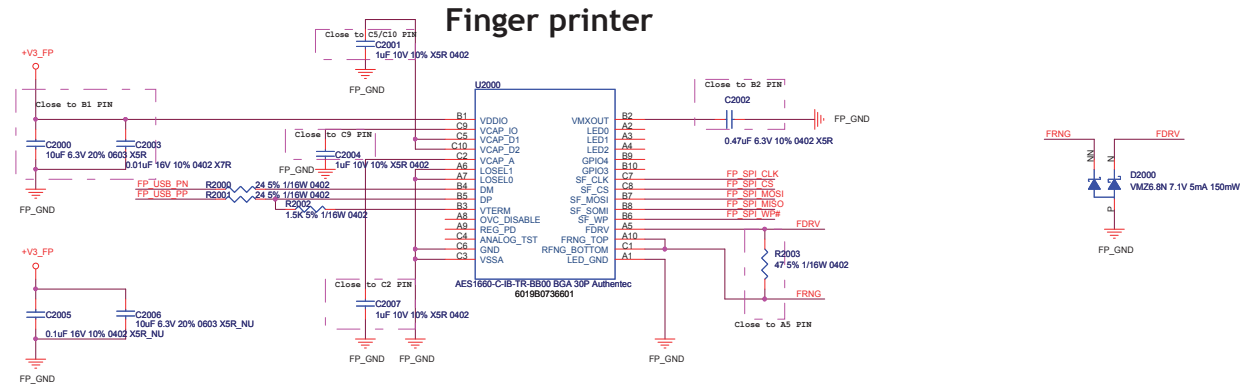 Finger printer
+V3_FP
Close to B1 PIN
C2000
10uF 6.3V 20% 0603 X5R
C2003
0.01uF 16V 10% 0402 X7R
FP_GND
Close to C5/C10 PIN
C2001
1uF 10V 10% X5R 0402
FP_GND
Close to C9 PIN
C2004
1uF 10V 10% X5R 0402
FP_GND
FP_USB_PN
FP_USB_PP
R2000
24 5% 1/16W 0402
R2001
24 5% 1/16W 0402
R2002
1.5K 5% 1/16W 0402
U2000
B1 VDDIO
C9 VCAP_IO
C5 VCAP_D1
C10 VCAP_D2
C2 VCAP_A
A6 LOSEL1
A7 LOSEL0
B4 DM
B5 DP
B3 VTERM
A8 OVC_DISABLE
A9 REG_PD
C4 ANALOG_TST
C6 GND
C3 VSSA
VMXOUT B2
LED0 A2
LED1 A3
LED2 A4
GPIO4 B9
GPIO3 B10
SF_CLK C7
SF_CS C8
SF_MOSI B7
SF_SOMI B8
SF_WP B6
FDRV A5
FRNG_TOP A10
RFNG_BOTTOM C1
LED_GND A1
AES1660-C-IB-TR-BB00 BGA 30P Authentec
6019B0736601
Close to B2 PIN
C2002
0.47uF 6.3V 10% 0402 X5R
FP_GND
FP_SPI_CLK
FP_SPI_CS
FP_SPI_MOSI
FP_SPI_MISO
FP_SPI_WP#
FDRV
R2003
47 5% 1/16W 0402
FRNG
Close to A5 PIN
FP_GND
FRNG
FDRV
NN
N
D2000
VMZ6.8N 7.1V 5mA 150mW
P
FP_GND
+V3_FP
C2005
0.1uF 16V 10% 0402 X5R_NU
C2006
10uF 6.3V 20% 0603 X5R_NU
FP_GND
Close to C2 PIN
C2007
1uF 10V 10% X5R 0402
FP_GND
FP_GND